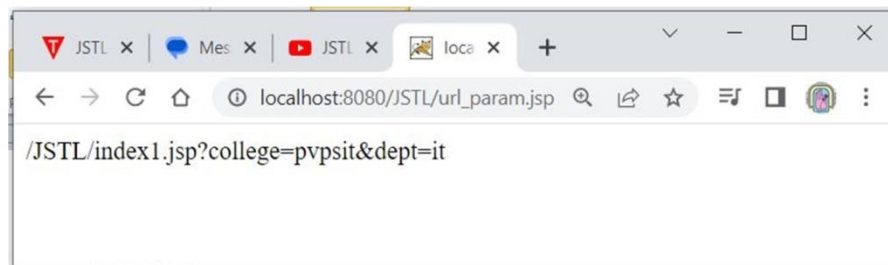 JSTL
Mes
JSTL
loca
localhost:8080/JSTL/url_param.jsp
/JSTL/index1.jsp?college=pvpsit&dept=it